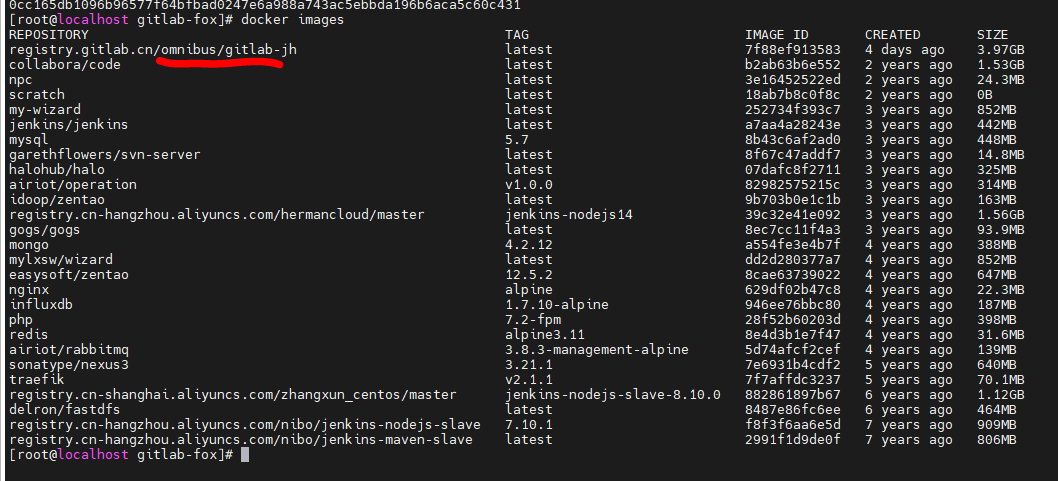 0cc165db1096b96577f64bfbad0247e6a988a743ac5ebbda196b6aca5c60c431
[root@localhost gitlab-fox]# docker images
REPOSITORY TAG IMAGE ID CREATED SIZE
registry.gitlab.cn/omnibus/gitlab-jh latest 7f88ef913583 4 days ago 3.97GB
collabora/code latest b2ab63b6e552 2 years ago 1.53GB
npc latest 3e16452522ed 2 years ago 24.3MB
scratch latest 18ab7b8c0f8c 2 years ago 0B
my-wizard latest 252734f393c7 3 years ago 852MB
jenkins/jenkins latest a7aa4a28243e 3 years ago 442MB
mysql 5.7 8b43c6af2ad0 3 years ago 448MB
garethflowers/svn-server latest 8f67c47addf7 3 years ago 14.8MB
halohub/halo latest 07dafc8f2711 3 years ago 325MB
airiot/operation v1.0.0 82982575215c 3 years ago 314MB
idoop/zentao latest 9b703b0e1c1b 3 years ago 163MB
registry.cn-hangzhou.aliyuncs.com/hermancloud/master jenkins-nodejs14 39c32e41e092 3 years ago 1.56GB
gogs/gogs latest 8ec7cc11f4a3 3 years ago 93.9MB
mongo 4.2.12 a554fe3e4b7f 4 years ago 388MB
mylxsw/wizard latest dd2d280377a7 4 years ago 852MB
easysoft/zentao 12.5.2 8cae63739022 4 years ago 647MB
nginx alpine 629df02b47c8 4 years ago 22.3MB
influxdb 1.7.10-alpine 946ee76bbc80 4 years ago 187MB
php 7.2-fpm 28f52b60203d 4 years ago 398MB
redis alpine3.11 8e4d3b1e7f47 4 years ago 31.6MB
airiot/rabbitmq 3.8.3-management-alpine 5d74afcf2cef 4 years ago 139MB
sonatype/nexus3 3.21.1 7e6931b4cdf2 5 years ago 640MB
traefik v2.1.1 7f7affdc3237 5 years ago 70.1MB
registry.cn-shanghai.aliyuncs.com/zhangxun_centos/master jenkins-nodejs-slave-8.10.0 882861897b67 6 years ago 1.12GB
delron/fastdfs latest 8487e86fc6ee 6 years ago 464MB
registry.cn-hangzhou.aliyuncs.com/nibo/jenkins-nodejs-slave 7.10.1 f8f3f6aa6e5d 7 years ago 909MB
registry.cn-hangzhou.aliyuncs.com/nibo/jenkins-maven-slave latest 2991f1d9de0f 7 years ago 806MB
[root@localhost gitlab-fox]#